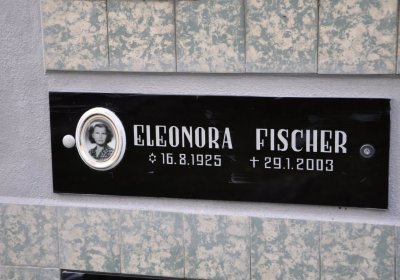 ELEONORA FISCHER
✡ 16.8.1925 ✝ 29.1.2003